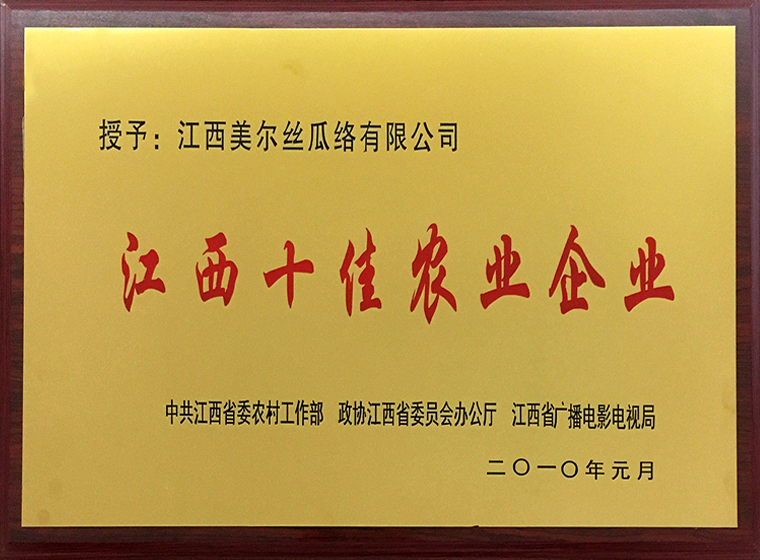 授予：江西美尔丝瓜络有限公司
江西十佳农业企业
中共江西省委农村工作部 政协江西省委员会办公厅 江西省广播电影电视局
二〇一〇年元月